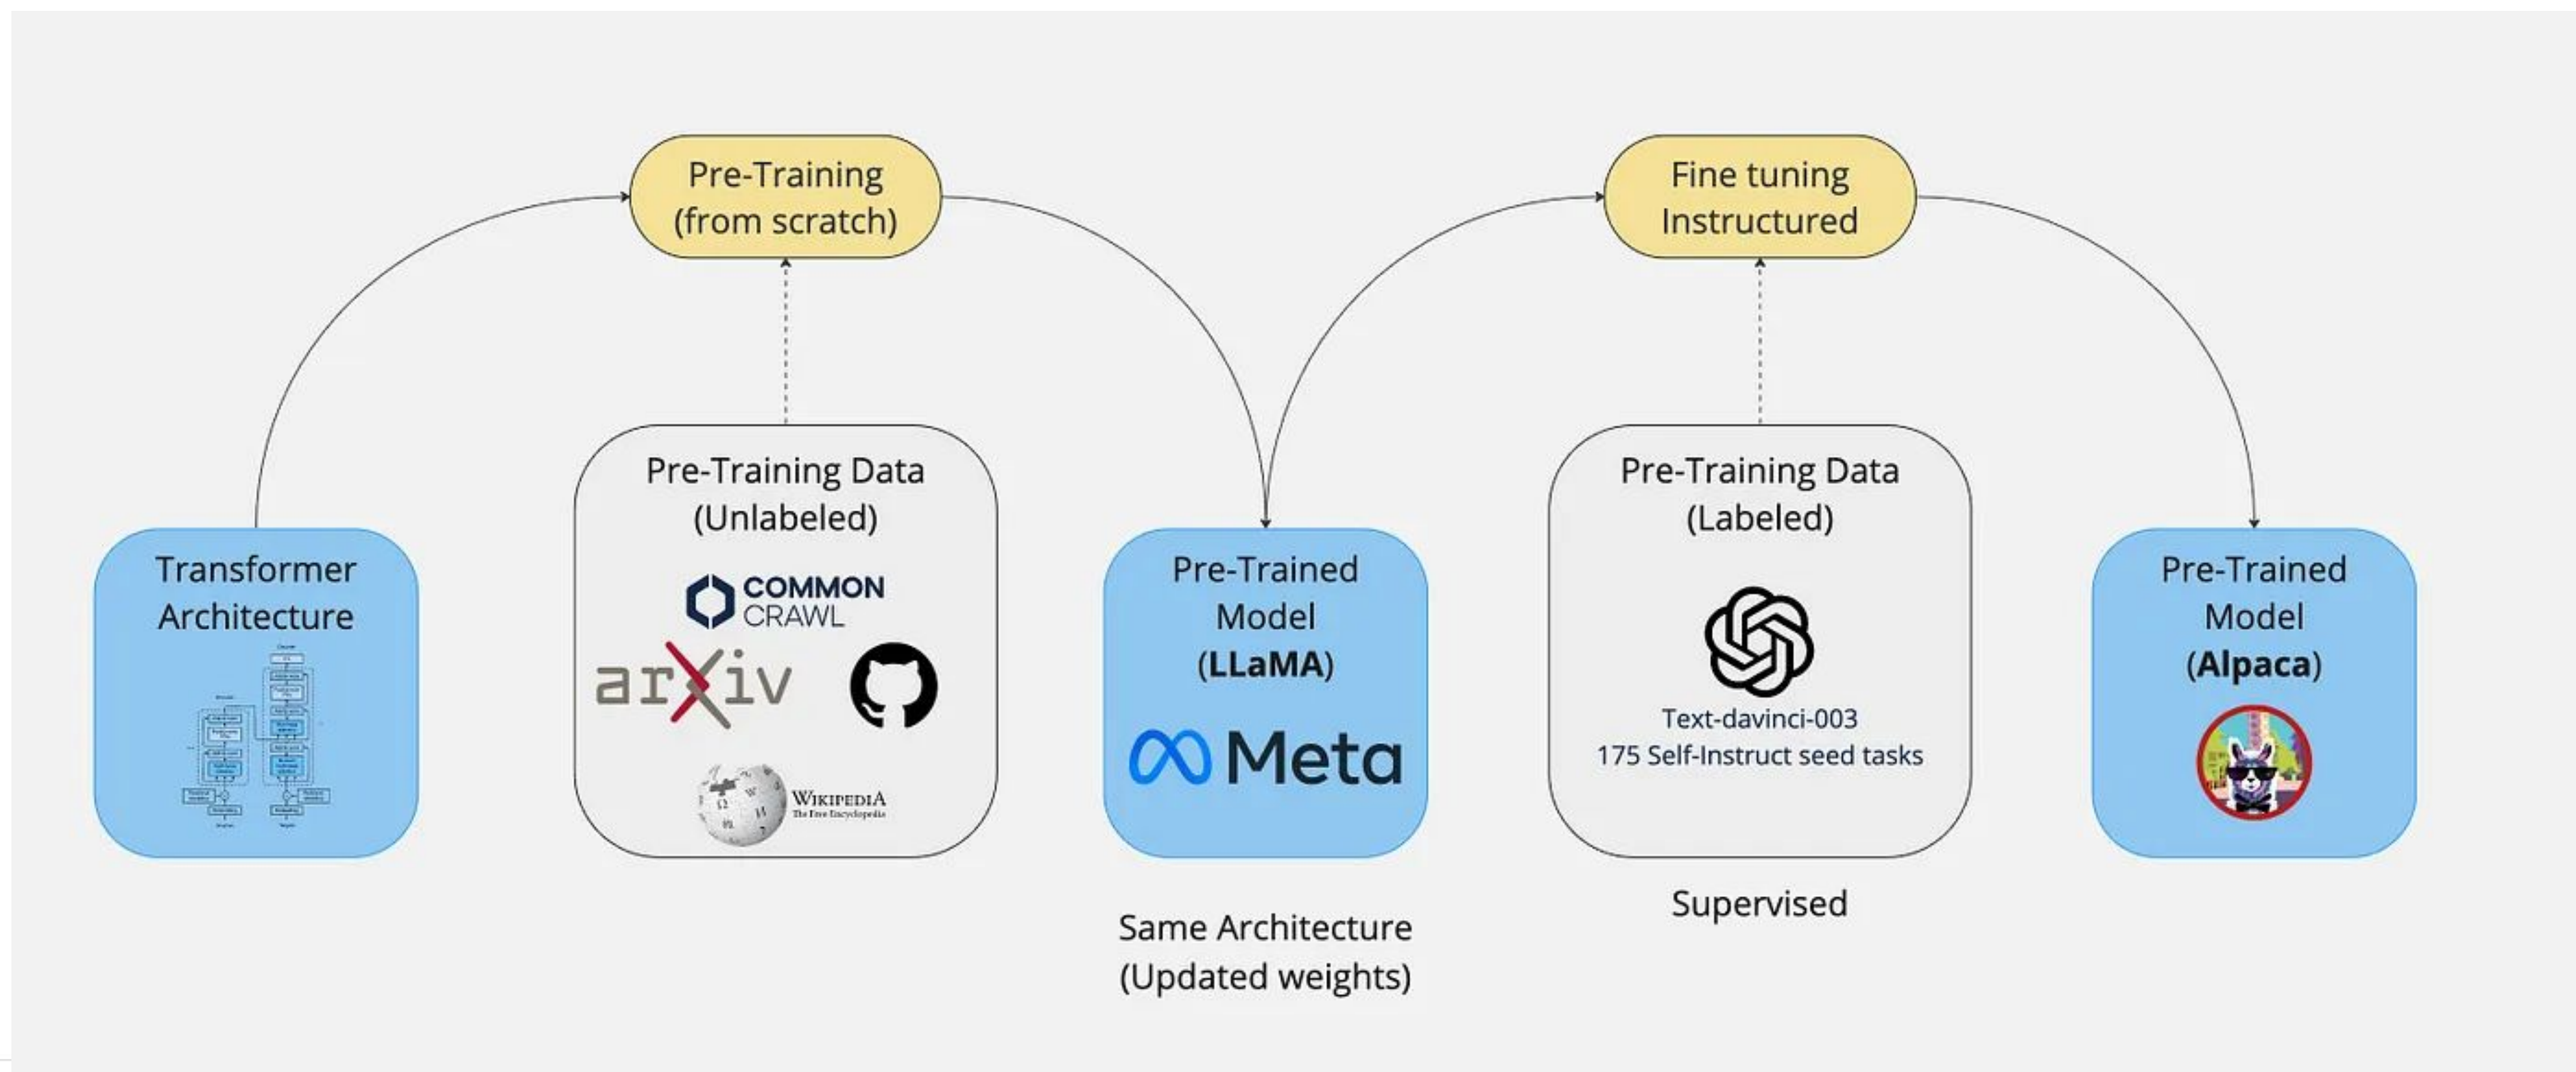 Pre-Training
(from scratch)
Fine tuning
Instructured
Transformer
Architecture
Pre-Training Data
(Unlabeled)
COMMON
CRAWL
arXiv
WIKIPEDIA
The Free Encyclopedia
Pre-Trained
Model
(LLaMA)
Meta
Same Architecture
(Updated weights)
Pre-Training Data
(Labeled)
Text-davinci-003
175 Self-Instruct seed tasks
Supervised
Pre-Trained
Model
(Alpaca)